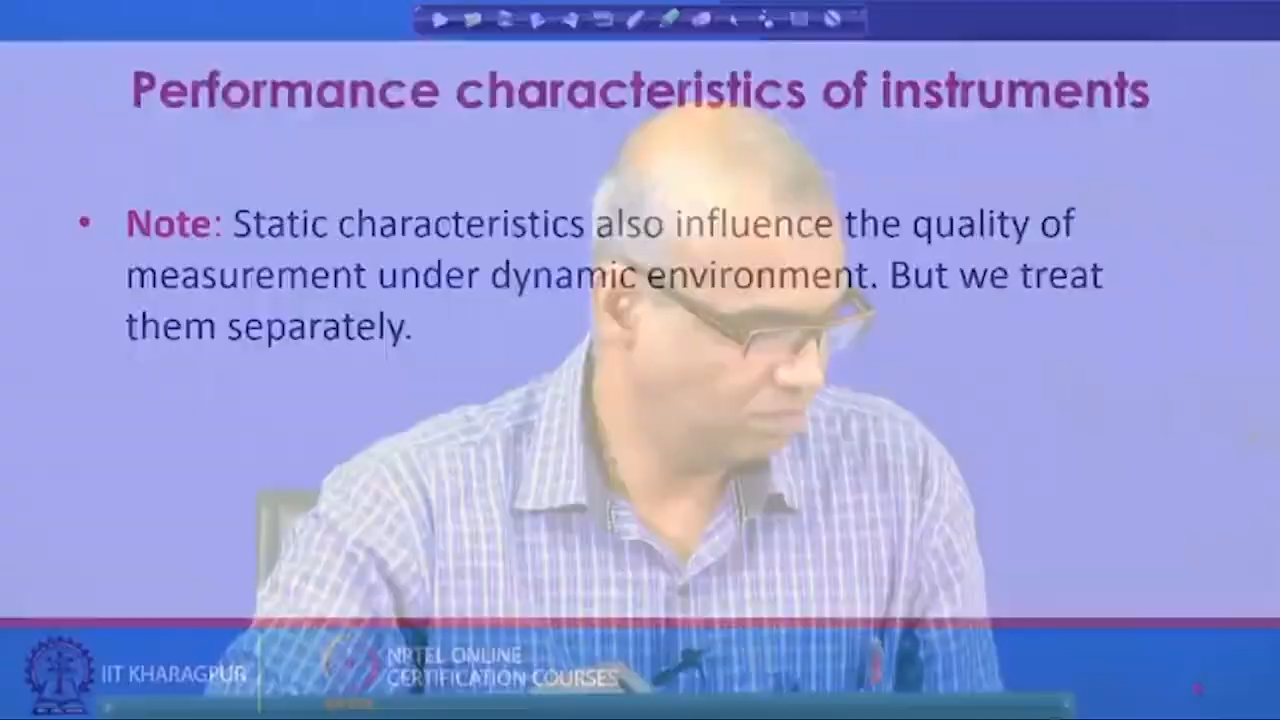 Performance characteristics of instruments
• Note: Static characteristics also influence the quality of
measurement under dynamic environment. But we treat
them separately.
IIT KHARAGPUR
NPTEL ONLINE
CERTIFICATION COURSES